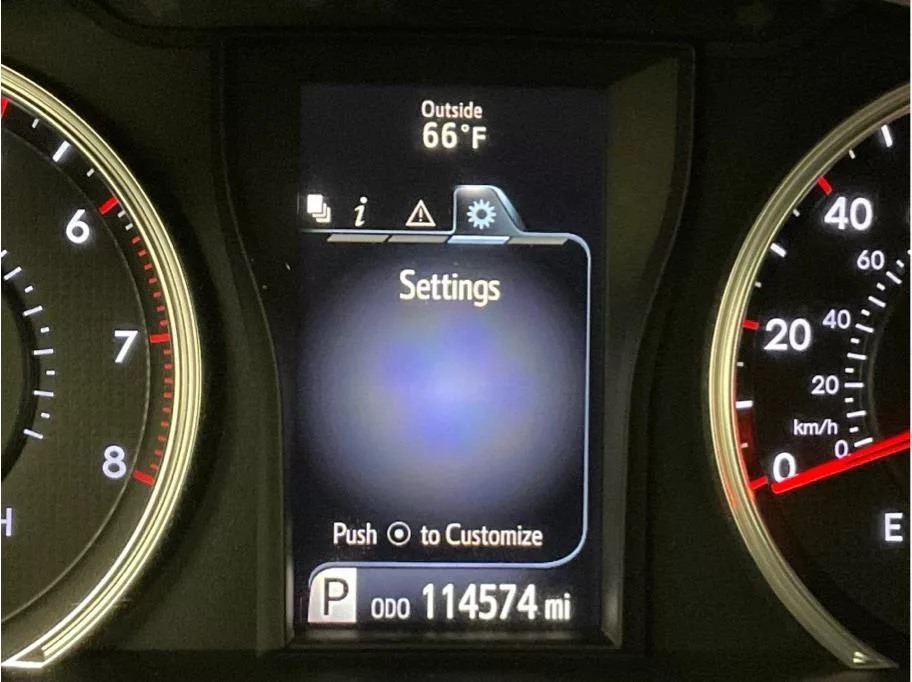 Outside
66°F
i
Settings
Push to Customize
P ODO 114574 mi
6
7
8
H
40
20
0
60
40
20
km/h
0
E